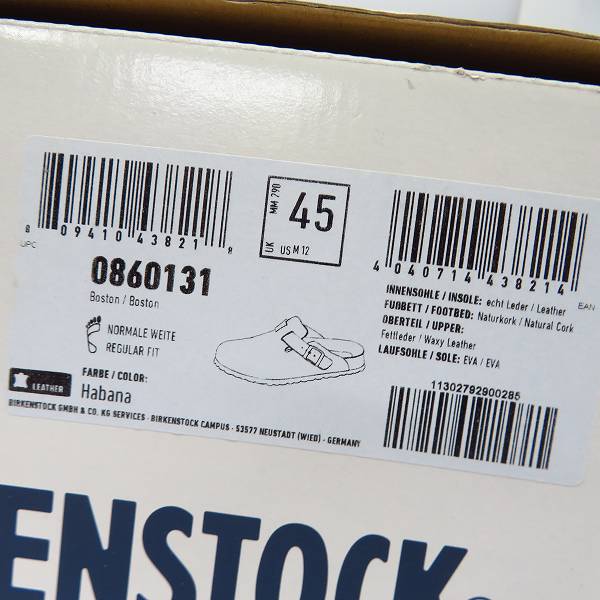 8 09410 43821 8
UPC
0860131
Boston / Boston
NORMALE WEITE
REGULAR FIT
LEATHER
FARBE / COLOR:
Habana
BIRKENSTOCK GMBH & CO. KG SERVICES · BIRKENSTOCK CAMPUS · 53577 NEUSTADT (WIED) · GERMANY
MM 290
45
UK
US M 12
4 040714 438214
EAN
INNENSOHLE / INSOLE: echt Leder / Leather
FUßBETT / FOOTBED: Naturkork / Natural Cork
OBERTEIL / UPPER:
Fettleder / Waxy Leather
LAUFSOHLE / SOLE: EVA / EVA
11302792900285
ENSTOCK